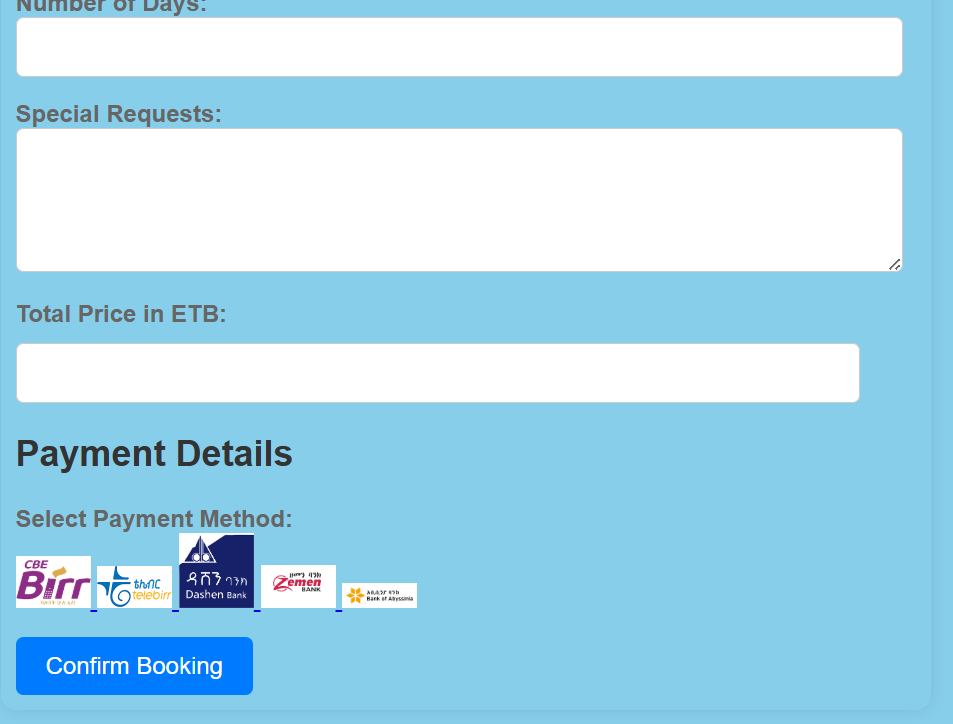 Number of Days:
Special Requests:
Total Price in ETB:
Payment Details
Select Payment Method:
CBE
Birr
ቴሌብር
telebirr
ዳሸን ባንክ
Dashen Bank
ዘመን ባንክ
Zemen
BANK
አቢሲንያ ባንክ
Bank of Abyssinia
Confirm Booking